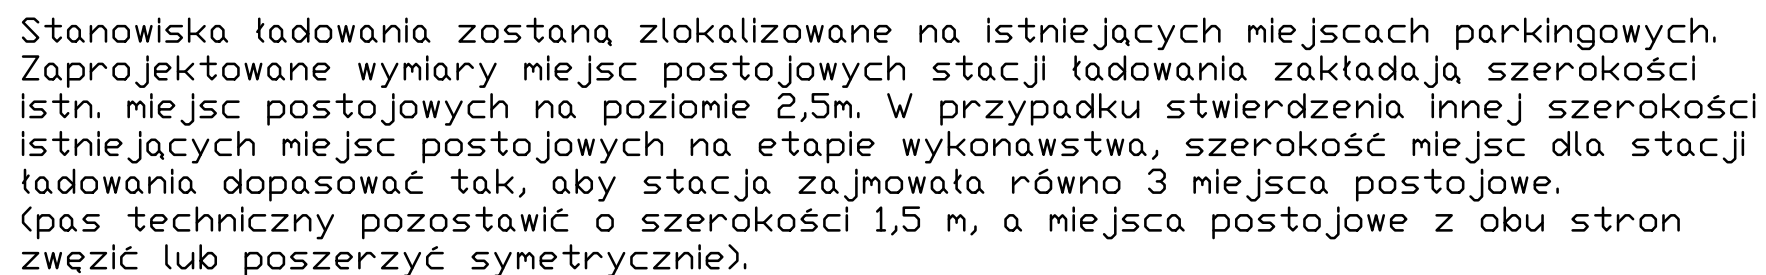 Stanowiska ładowania zostaną zlokalizowane na istniejących miejscach parkingowych.
Zaprojektowane wymiary miejsc postojowych stacji ładowania zakładają szerokości
istn. miejsc postojowych na poziomie 2,5m. W przypadku stwierdzenia innej szerokości
istniejących miejsc postojowych na etapie wykonawstwa, szerokość miejsc dla stacji
ładowania dopasować tak, aby stacja zajmowała równo 3 miejsca postojowe.
(pas techniczny pozostawić o szerokości 1,5 m, a miejsca postojowe z obu stron
zwęzić lub poszerzyć symetrycznie).